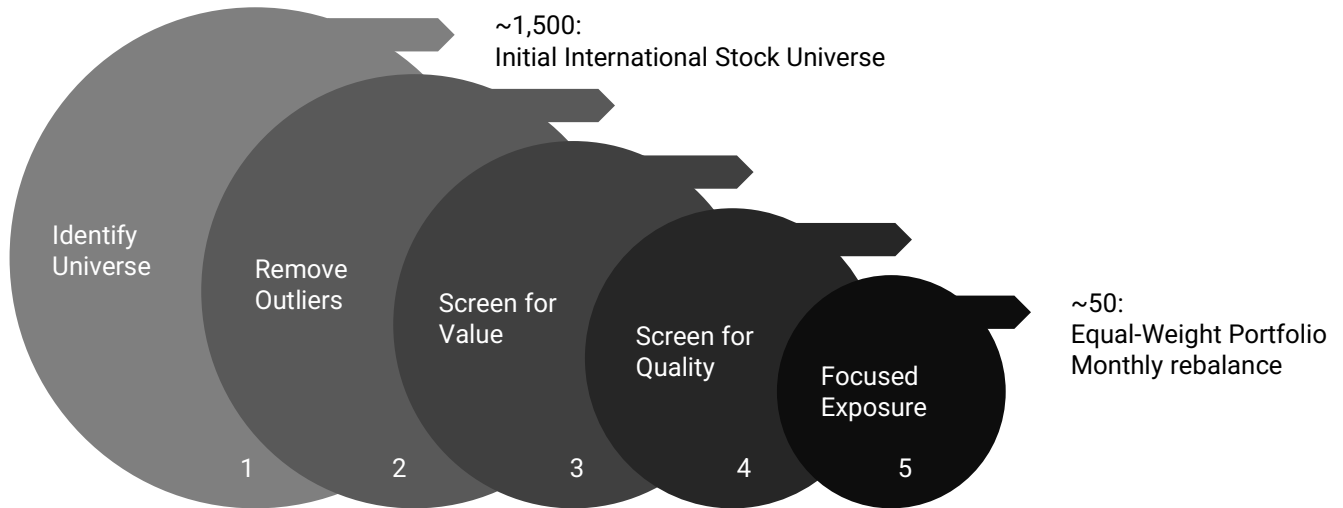 ~1,500:
Initial International Stock Universe
Identify
Universe
Remove
Outliers
Screen for
Value
Screen for
Quality
Focused
Exposure
~50:
Equal-Weight Portfolio
Monthly rebalance
1
2
3
4
5